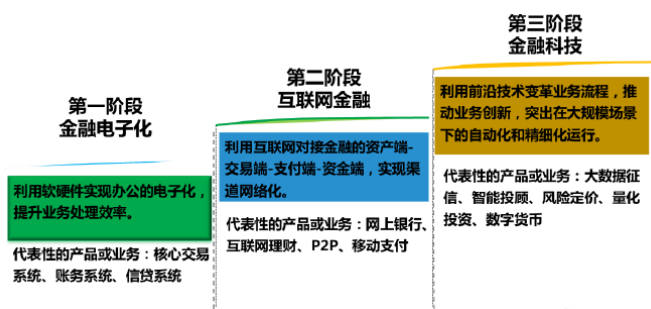 第一阶段
金融电子化
利用软硬件实现办公的电子化，
提升业务处理效率。
代表性的产品或业务：核心交易
系统、账务系统、信贷系统
第二阶段
互联网金融
利用互联网对接金融的资产端-
交易端-支付端-资金端，实现渠
道网络化。
代表性的产品或业务：网上银行、
互联网理财、P2P、移动支付
第三阶段
金融科技
利用前沿技术变革业务流程，推
动业务创新，突出在大规模场景
下的自动化和精细化运行。
代表性的产品或业务：大数据征
信、智能投顾、风险定价、量化
投资、数字货币